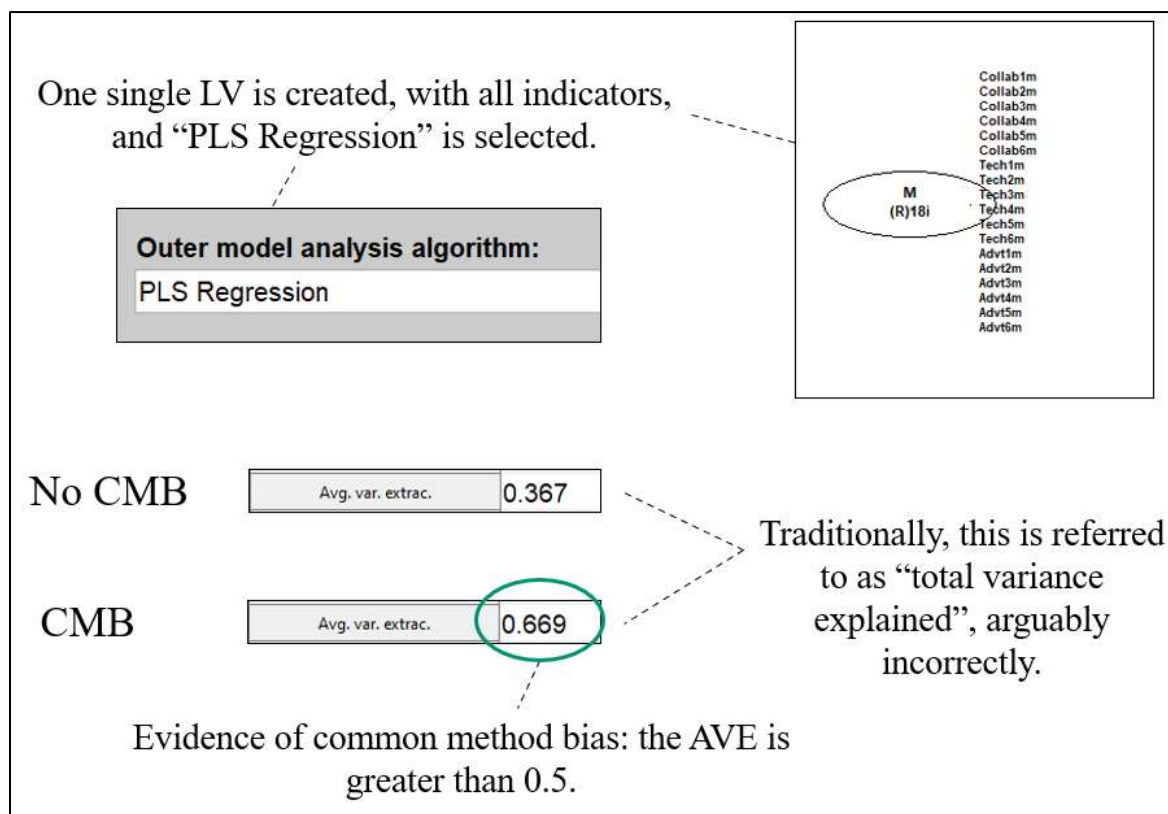 One single LV is created, with all indicators,
and “PLS Regression” is selected.
Outer model analysis algorithm:
PLS Regression
Collab1m
Collab2m
Collab3m
Collab4m
Collab5m
Collab6m
Tech1m
Tech2m
Tech3m
Tech4m
Tech5m
Tech6m
Advt1m
Advt2m
Advt3m
Advt4m
Advt5m
Advt6m
M
(R)18i
No CMB
Avg. var. extrac. 0.367
CMB
Avg. var. extrac. 0.669
Traditionally, this is referred
to as “total variance
explained”, arguably
incorrectly.
Evidence of common method bias: the AVE is
greater than 0.5.